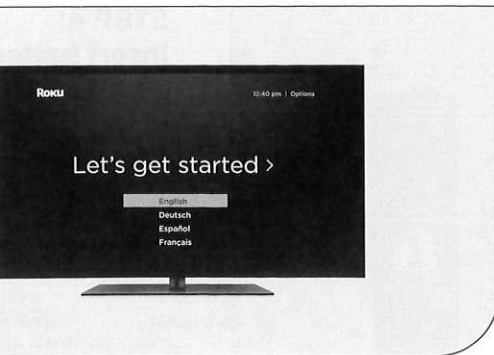 Roku
12:40 pm | Options
Let's get started >
English
Deutsch
Español
Français